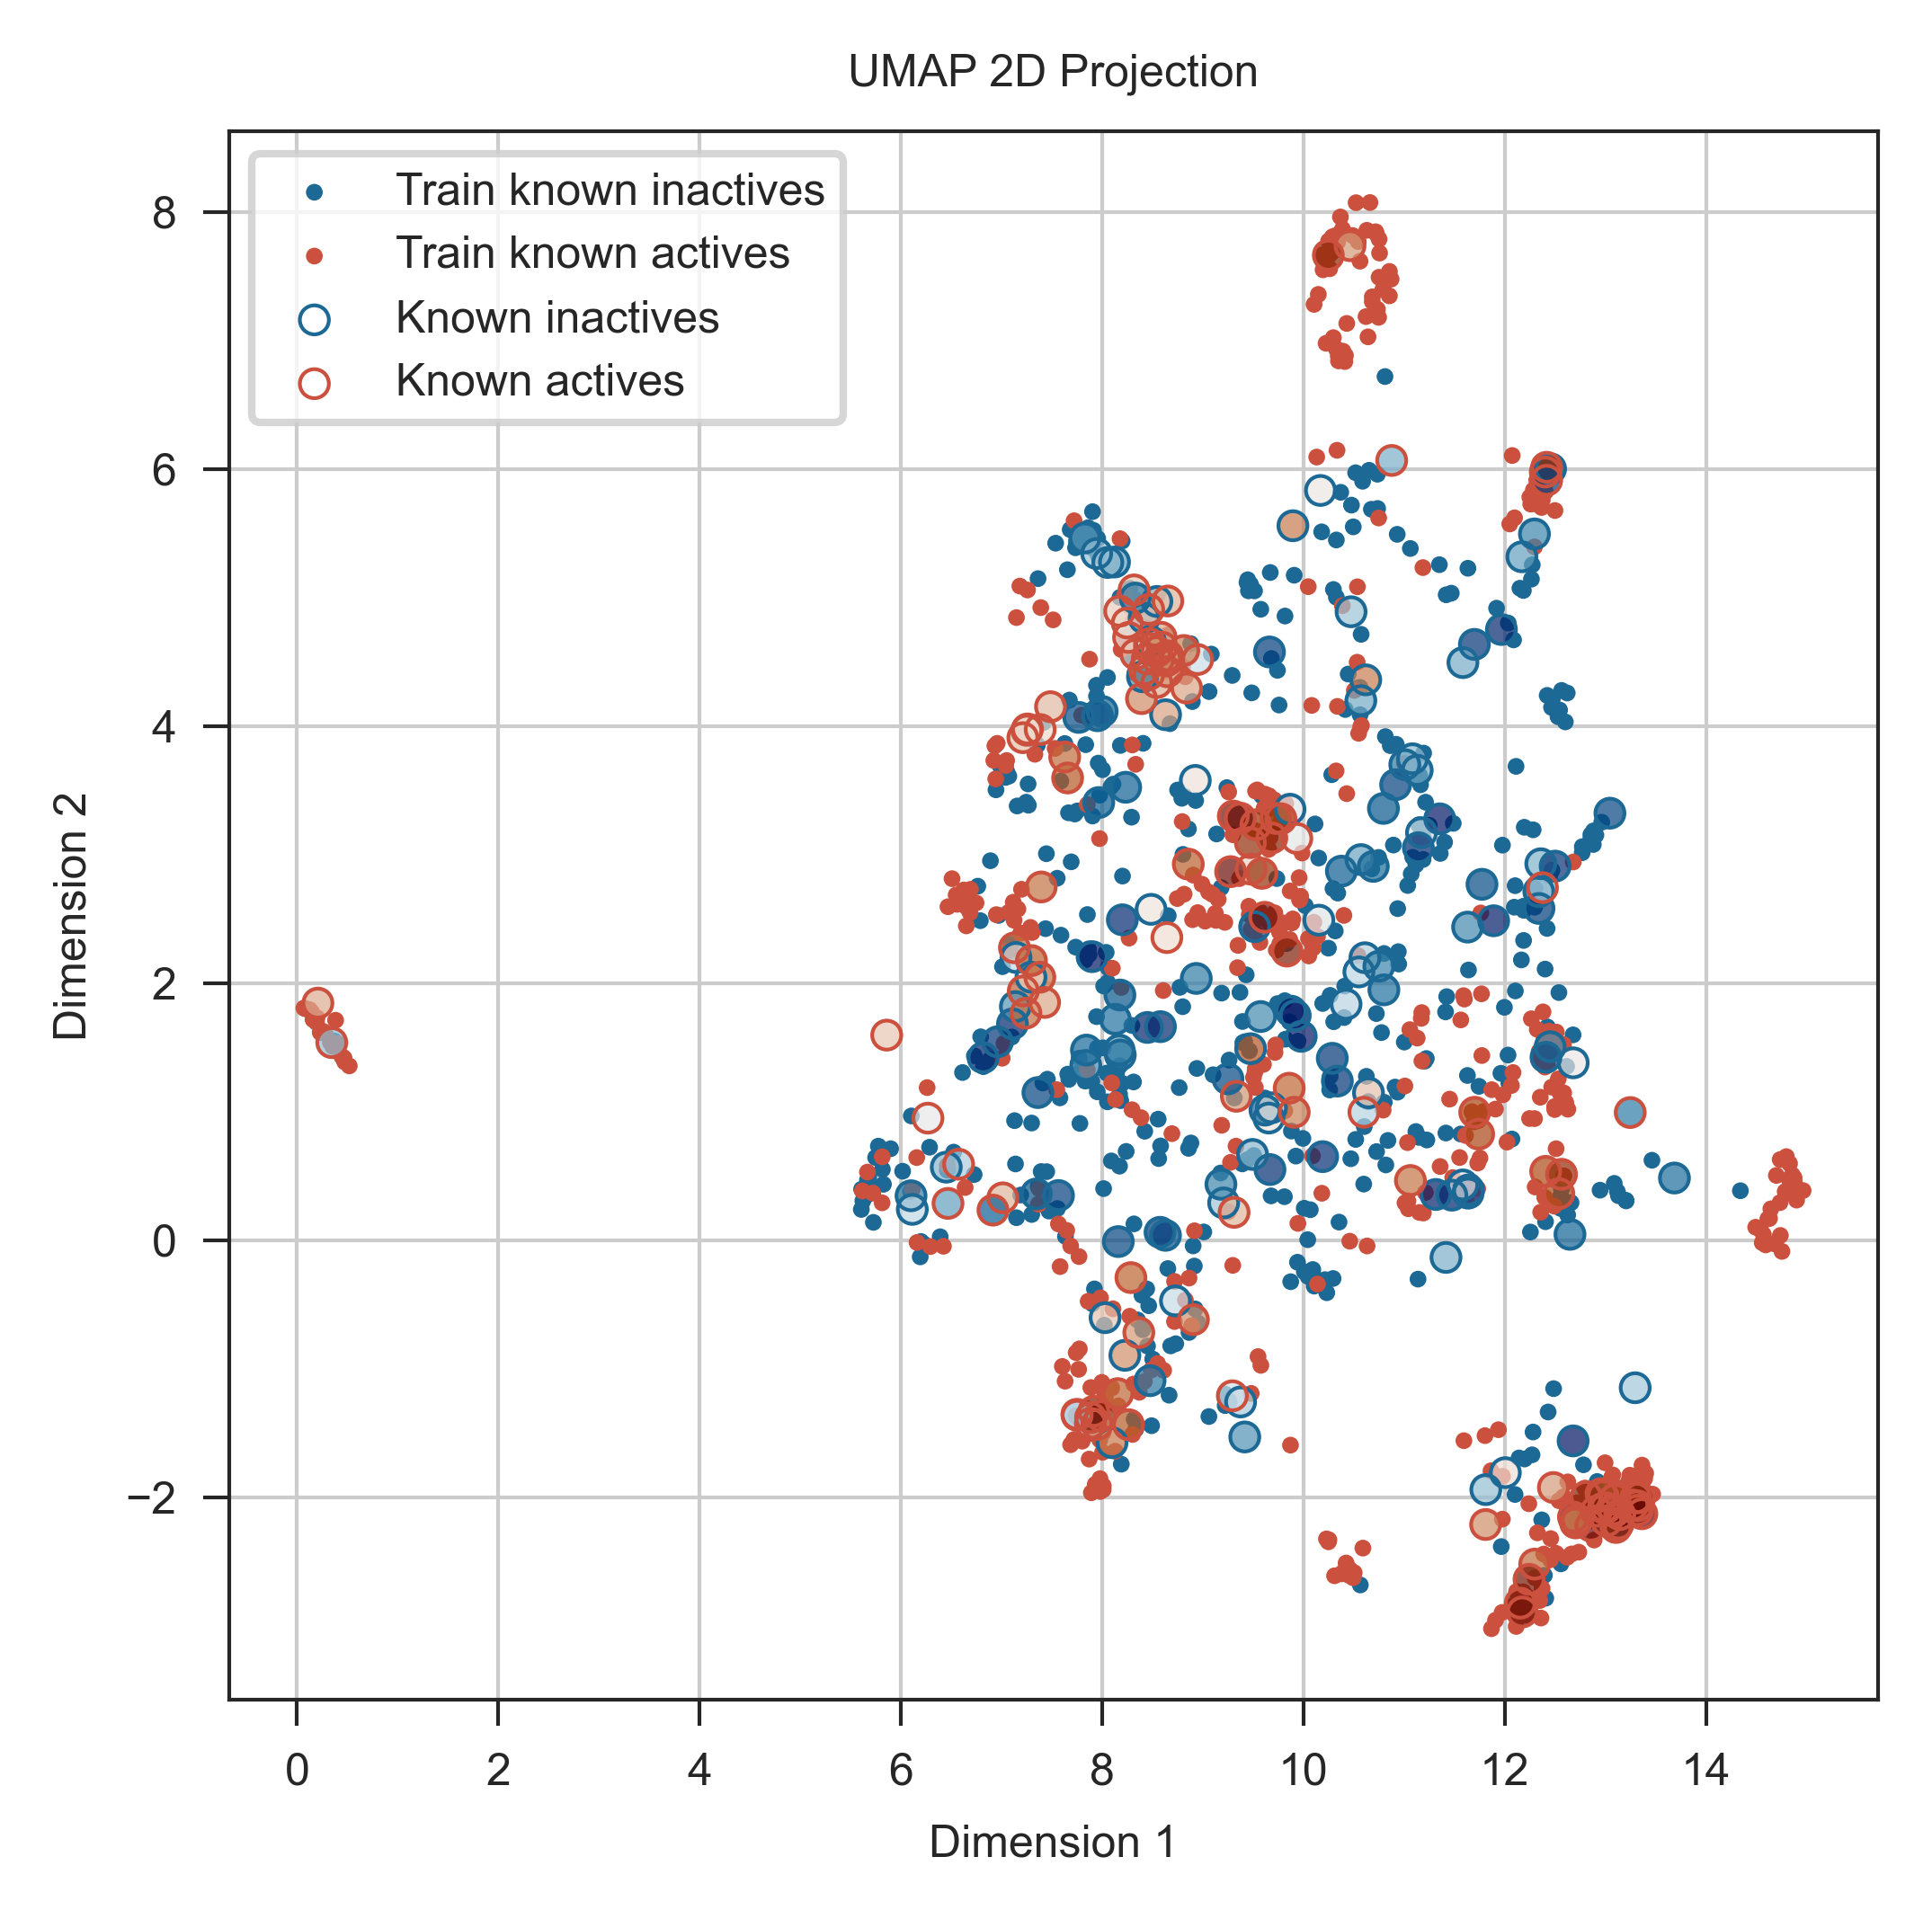 UMAP 2D Projection
Train known inactives
Train known actives
Known inactives
Known actives
8
6
4
2
0
−2
Dimension 2
0 2 4 6 8 10 12 14
Dimension 1